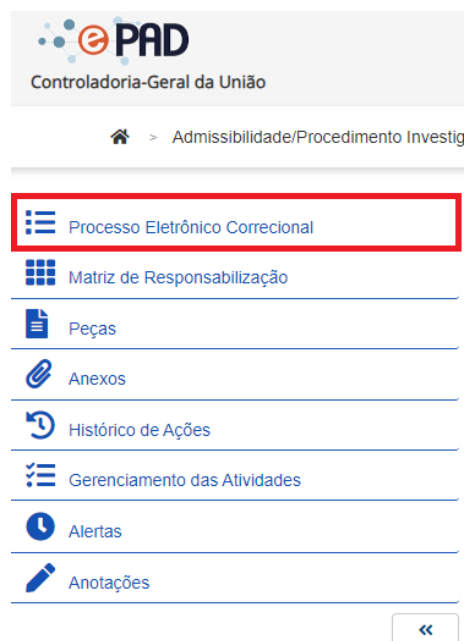 ePAD
Controladoria-Geral da União
> Admissibilidade/Procedimento Investig
Processo Eletrônico Correcional
Matriz de Responsabilização
Peças
Anexos
Histórico de Ações
Gerenciamento das Atividades
Alertas
Anotações
«